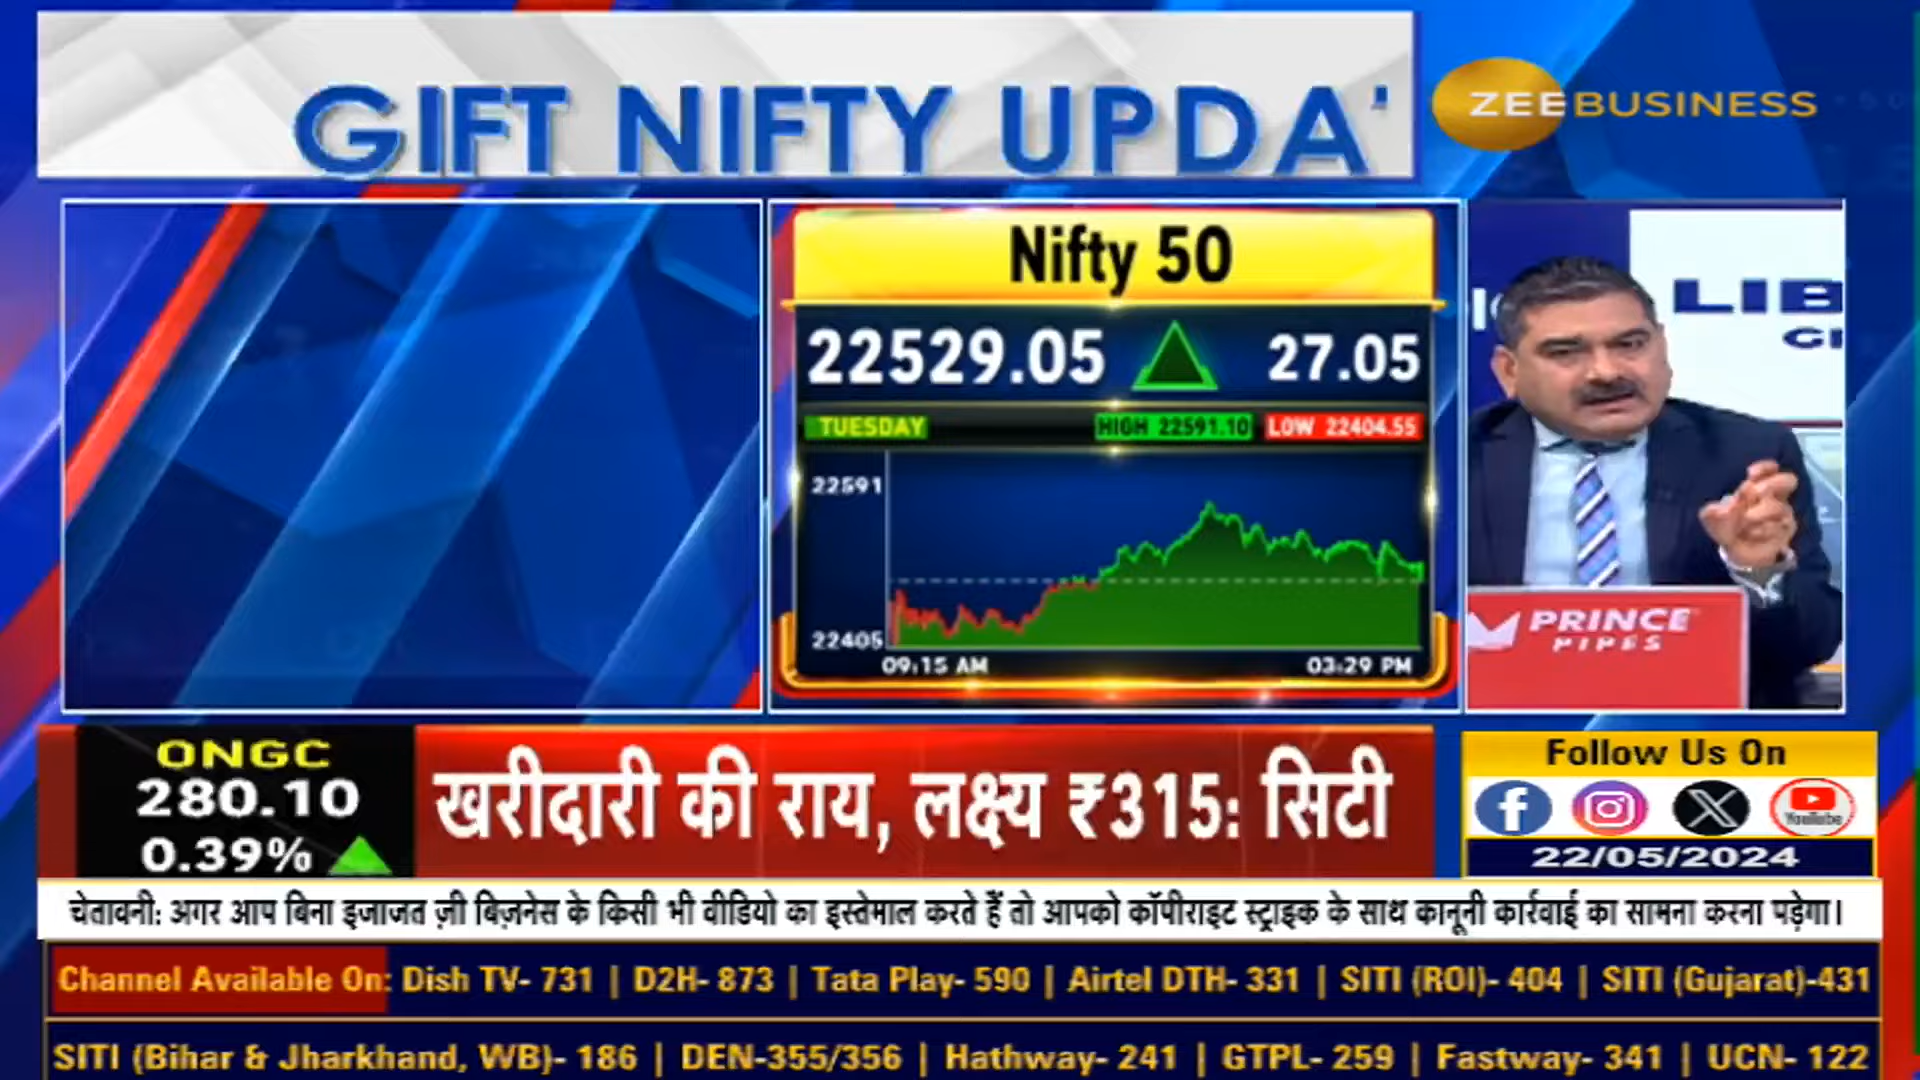 GIFT NIFTY UPDA
ZEEBUSINESS
Nifty 50
22529.05 27.05
TUESDAY HIGH 22591.10 LOW 22404.55
22591
22405
09:15 AM 03:29 PM
LIB
GI
PRINCE
PIPES
ONGC
280.10
0.39%
खरीदारी की राय, लक्ष्य ₹315: सिटी
Follow Us On
YouTube
22/05/2024
चेतावनी: अगर आप बिना इजाजत ज़ी बिज़नेस के किसी भी वीडियो का इस्तेमाल करते हैं तो आपको कॉपीराइट स्ट्राइक के साथ कानूनी कार्रवाई का सामना करना पड़ेगा।
Channel Available On: Dish TV- 731 | D2H- 873 | Tata Play- 590 | Airtel DTH- 331 | SITI (ROI)- 404 | SITI (Gujarat)-431
SITI (Bihar & Jharkhand, WB)- 186 | DEN-355/356 | Hathway- 241 | GTPL- 259 | Fastway- 341 | UCN- 122